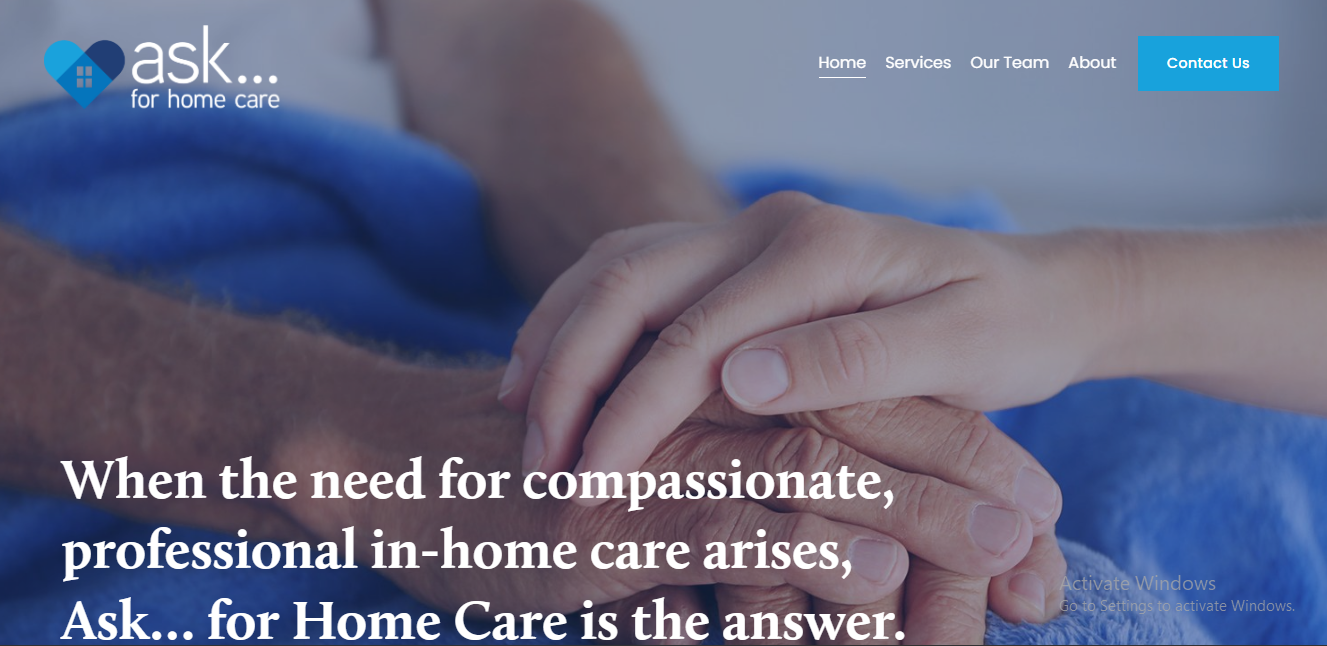 ask...
for home care
Home Services Our Team About Contact Us
When the need for compassionate,
professional in-home care arises,
Ask... for Home Care is the answer.
Activate Windows
Go to Settings to activate Windows.